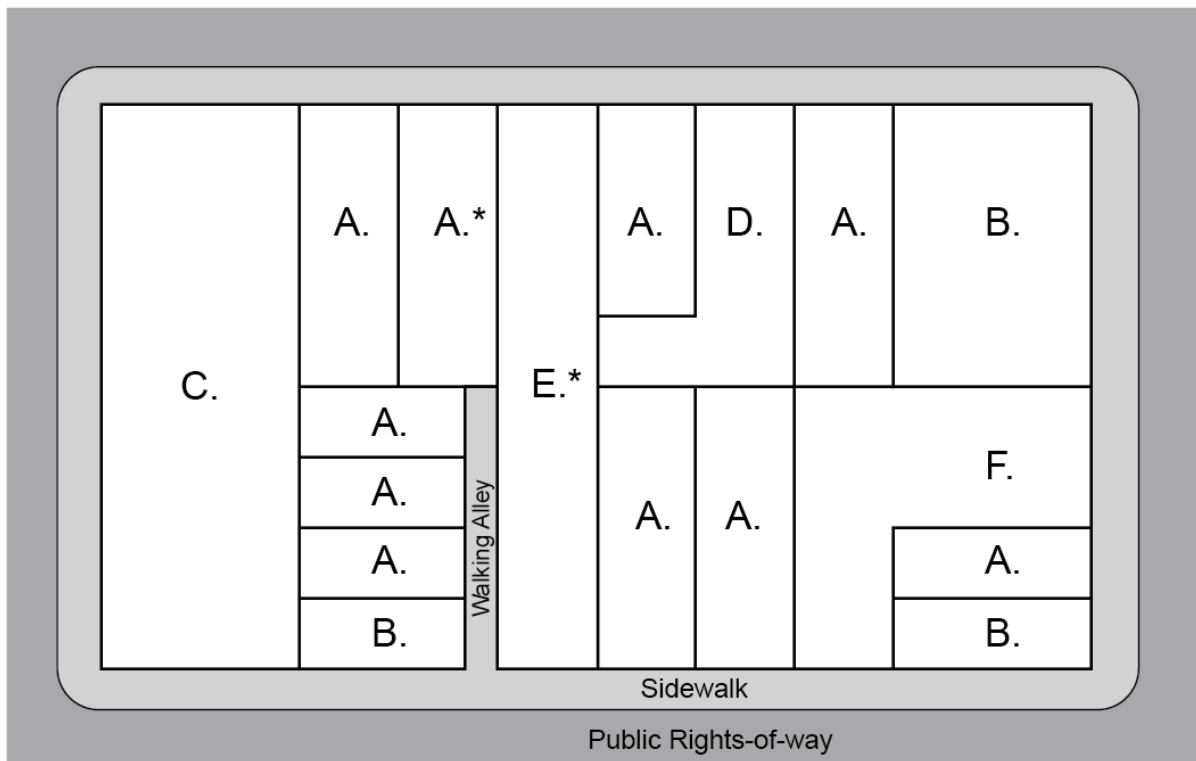 A.
A.*
A.
D.
A.
B.
C.
E.*
A.
A.
A.
B.
Walking Alley
A.
A.
F.
A.
B.
Sidewalk
Public Rights-of-way